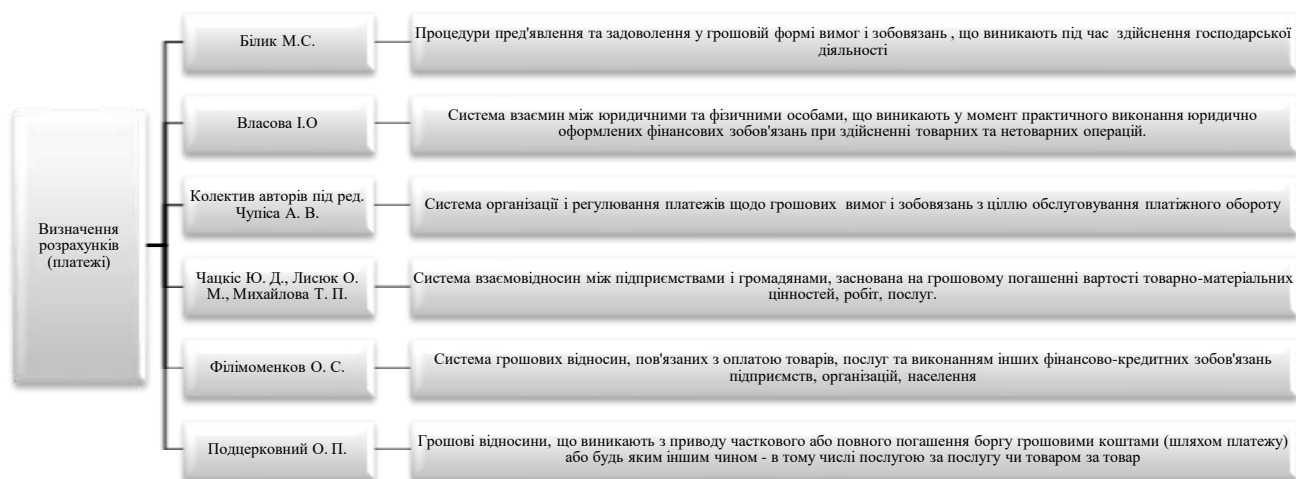 Визначення
розрахунків
(платежі)
Білик М.С.
Процедури пред'явлення та задоволення у грошовій формі вимог і зобовязань , що виникають під час здійснення господарської
діяльності
Власова І.О
Система взаємин між юридичними та фізичними особами, що виникають у момент практичного виконання юридично
оформлених фінансових зобов'язань при здійсненні товарних та нетоварних операцій.
Колектив авторів під ред.
Чупіса А. В.
Система організації і регулювання платежів щодо грошових вимог і зобовязань з ціллю обслуговування платіжного обороту
Чацкіс Ю. Д., Лисюк О.
М., Михайлова Т. П.
Система взаємовідносин між підприємствами і громадянами, заснована на грошовому погашенні вартості товарно-матеріальних
цінностей, робіт, послуг.
Філімоменков О. С.
Система грошових відносин, пов'язаних з оплатою товарів, послуг та виконанням інших фінансово-кредитних зобов'язань
підприємств, організацій, населення
Подцерковний О. П.
Грошові відносини, що виникають з приводу часткового або повного погашення боргу грошовими коштами (шляхом платежу)
або будь яким іншим чином - в тому числі послугою за послугу чи товаром за товар